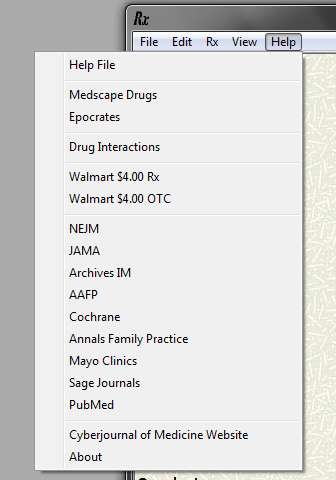 Rx
File Edit Rx View Help
Help File
Medscape Drugs
Epocrates
Drug Interactions
Walmart $4.00 Rx
Walmart $4.00 OTC
NEJM
JAMA
Archives IM
AAFP
Cochrane
Annals Family Practice
Mayo Clinics
Sage Journals
PubMed
Cyberjournal of Medicine Website
About